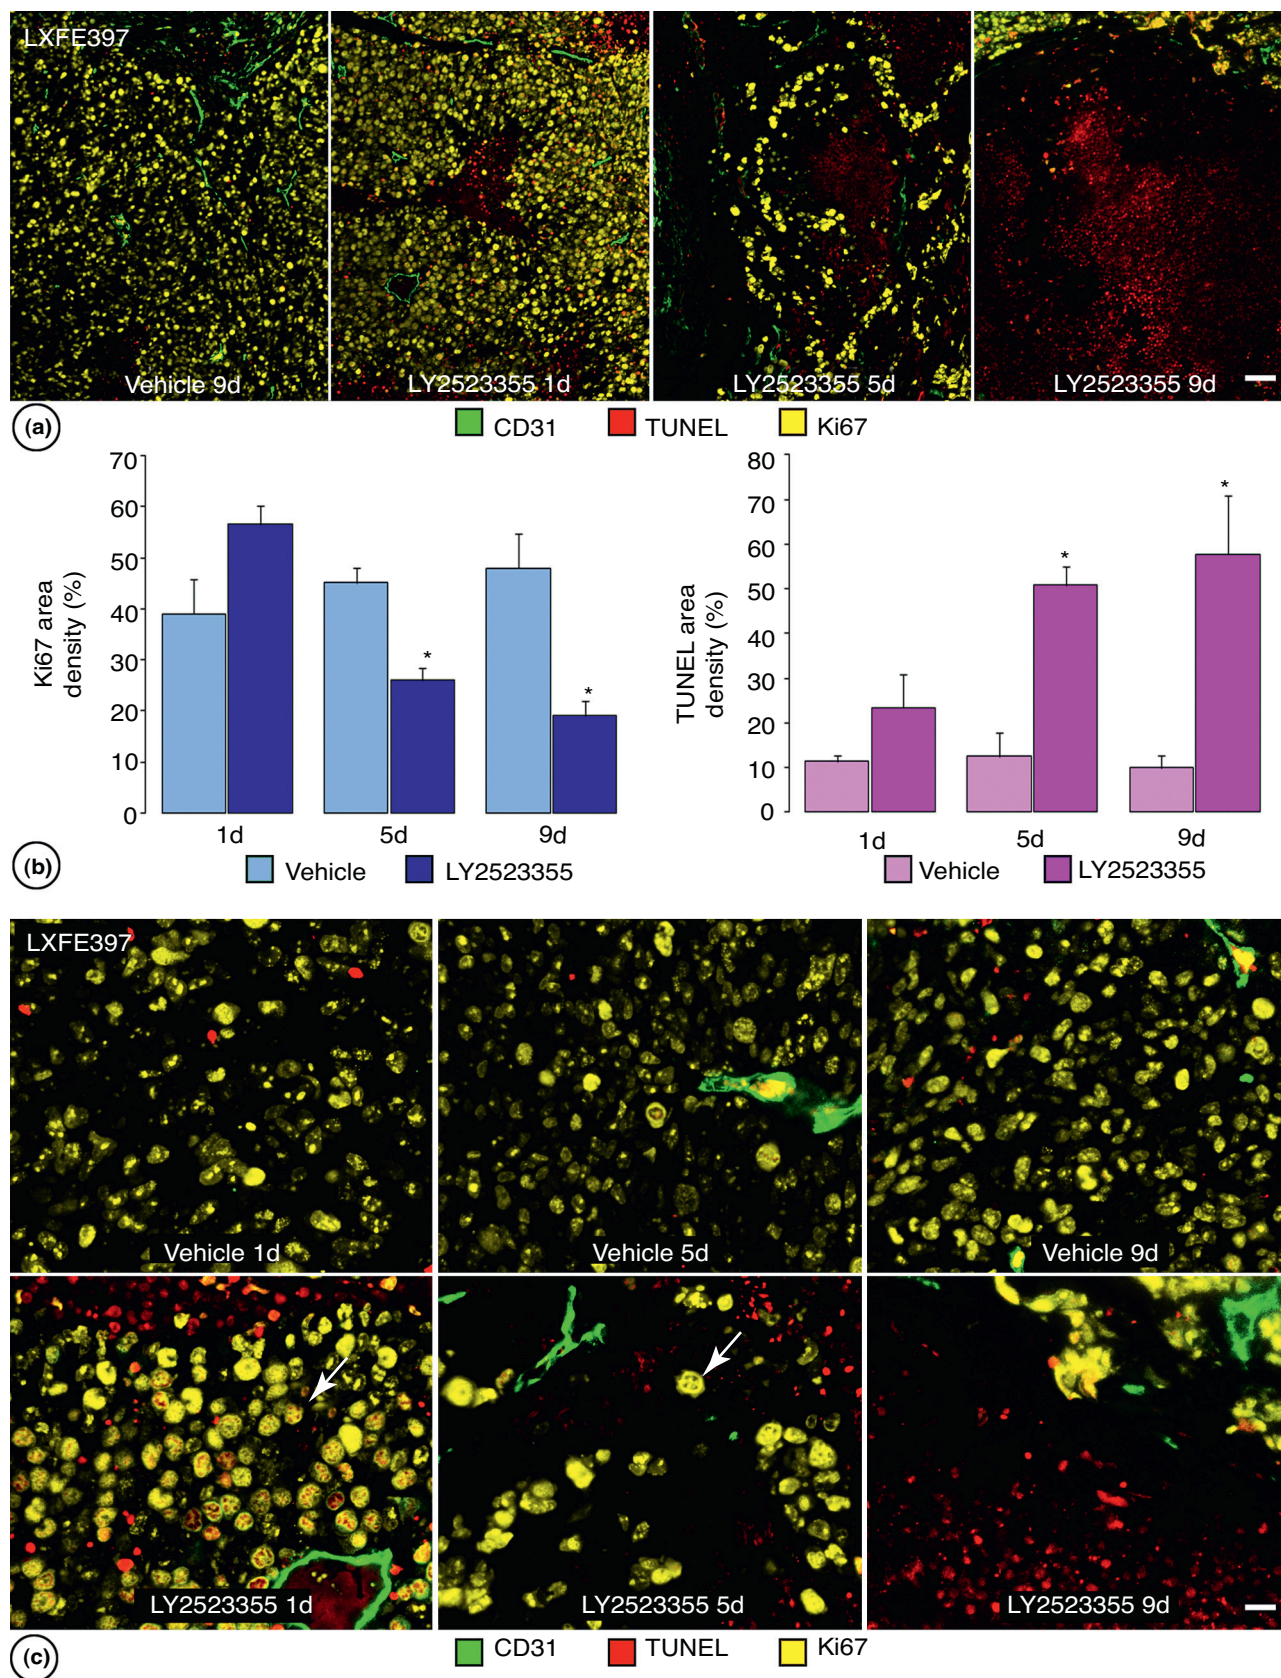 LXFE397
Vehicle 9d
LY2523355 1d
LY2523355 5d
LY2523355 9d
(a)
CD31
TUNEL
Ki67
70
60
50
40
30
20
10
0
Ki67 area
density (%)
*
*
1d
5d
9d
Vehicle
LY2523355
80
70
60
50
40
30
20
10
0
TUNEL area
density (%)
*
*
1d
5d
9d
Vehicle
LY2523355
(b)
LXFE397
Vehicle 1d
Vehicle 5d
Vehicle 9d
LY2523355 1d
LY2523355 5d
LY2523355 9d
(c)
CD31
TUNEL
Ki67